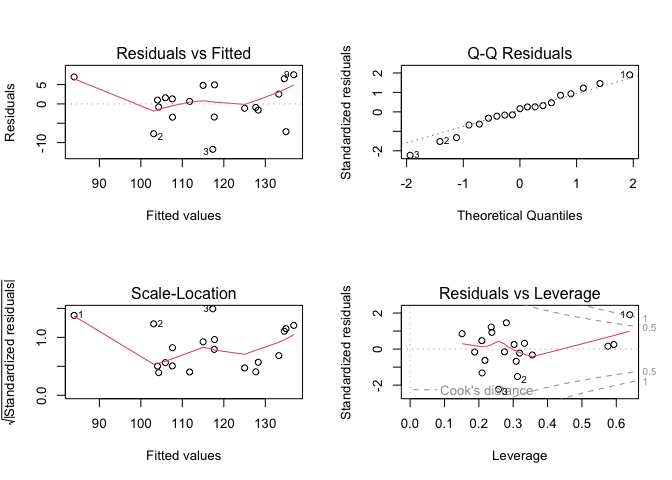 Residuals vs Fitted
Residuals
5
0
-10
9
2
3
90 100 110 120 130
Fitted values
Q-Q Residuals
Standardized residuals
2
1
0
-2
1
2
3
-2 -1 0 1 2
Theoretical Quantiles
Scale-Location
√|Standardized residuals|
1.0
0.0
1
2
3
90 100 110 120 130
Fitted values
Residuals vs Leverage
Standardized residuals
2
0
-2
1
2
3
1
0.5
0.5
1
Cook's distance
0.0 0.1 0.2 0.3 0.4 0.5 0.6
Leverage